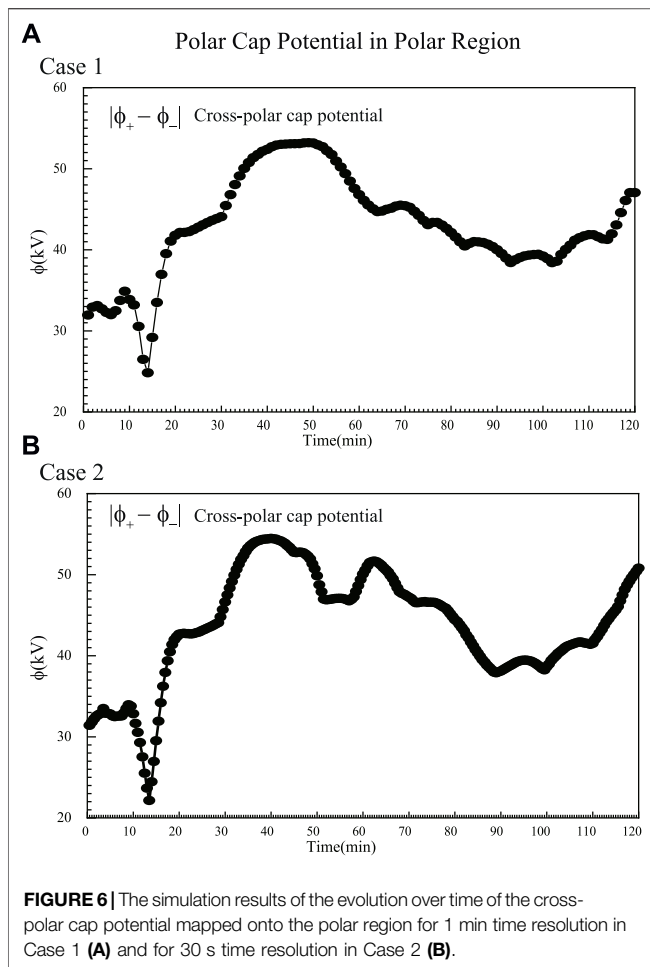 Polar Cap Potential in Polar Region
A
Case 1
|ϕ₊ − ϕ₋| Cross-polar cap potential
60
50
40
30
20
ϕ(kV)
0 10 20 30 40 50 60 70 80 90 100 110 120
Time(min)
B
Case 2
|ϕ₊ − ϕ₋| Cross-polar cap potential
60
50
40
30
20
ϕ(kV)
0 10 20 30 40 50 60 70 80 90 100 110 120
Time(min)
FIGURE 6 | The simulation results of the evolution over time of the cross-
polar cap potential mapped onto the polar region for 1 min time resolution in
Case 1 (A) and for 30 s time resolution in Case 2 (B).